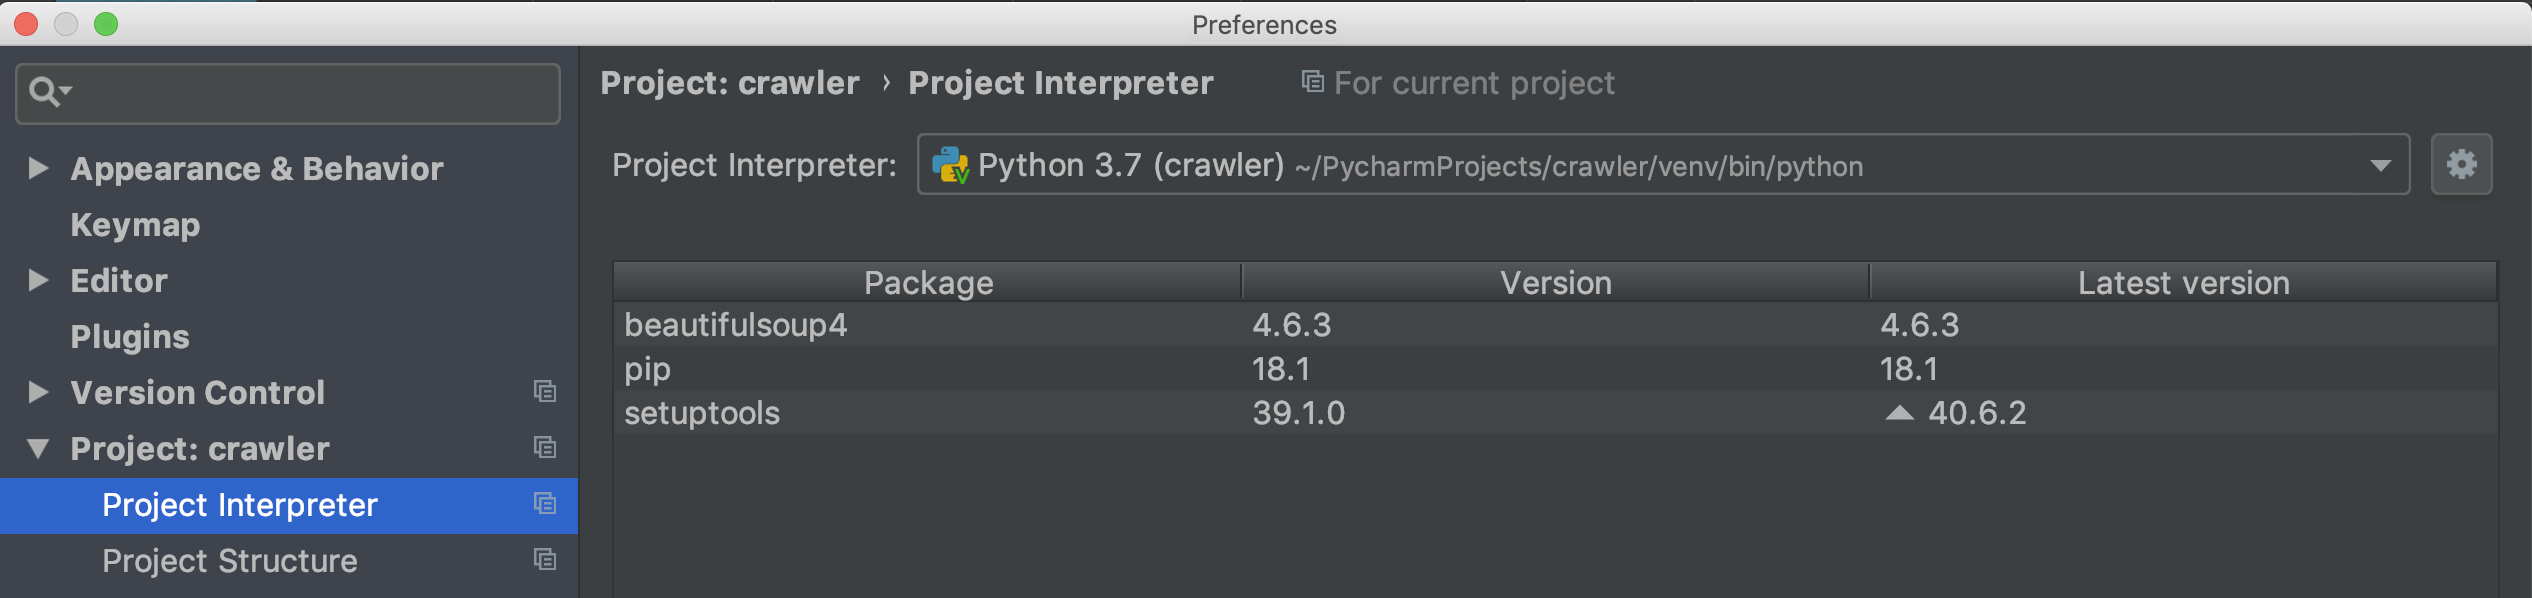 Preferences
Appearance & Behavior
Keymap
Editor
Plugins
Version Control
Project: crawler
Project Interpreter
Project Structure
Project: crawler › Project Interpreter For current project
Project Interpreter: Python 3.7 (crawler) ~/PycharmProjects/crawler/venv/bin/python
Package Version Latest version
beautifulsoup4 4.6.3 4.6.3
pip 18.1 18.1
setuptools 39.1.0 40.6.2